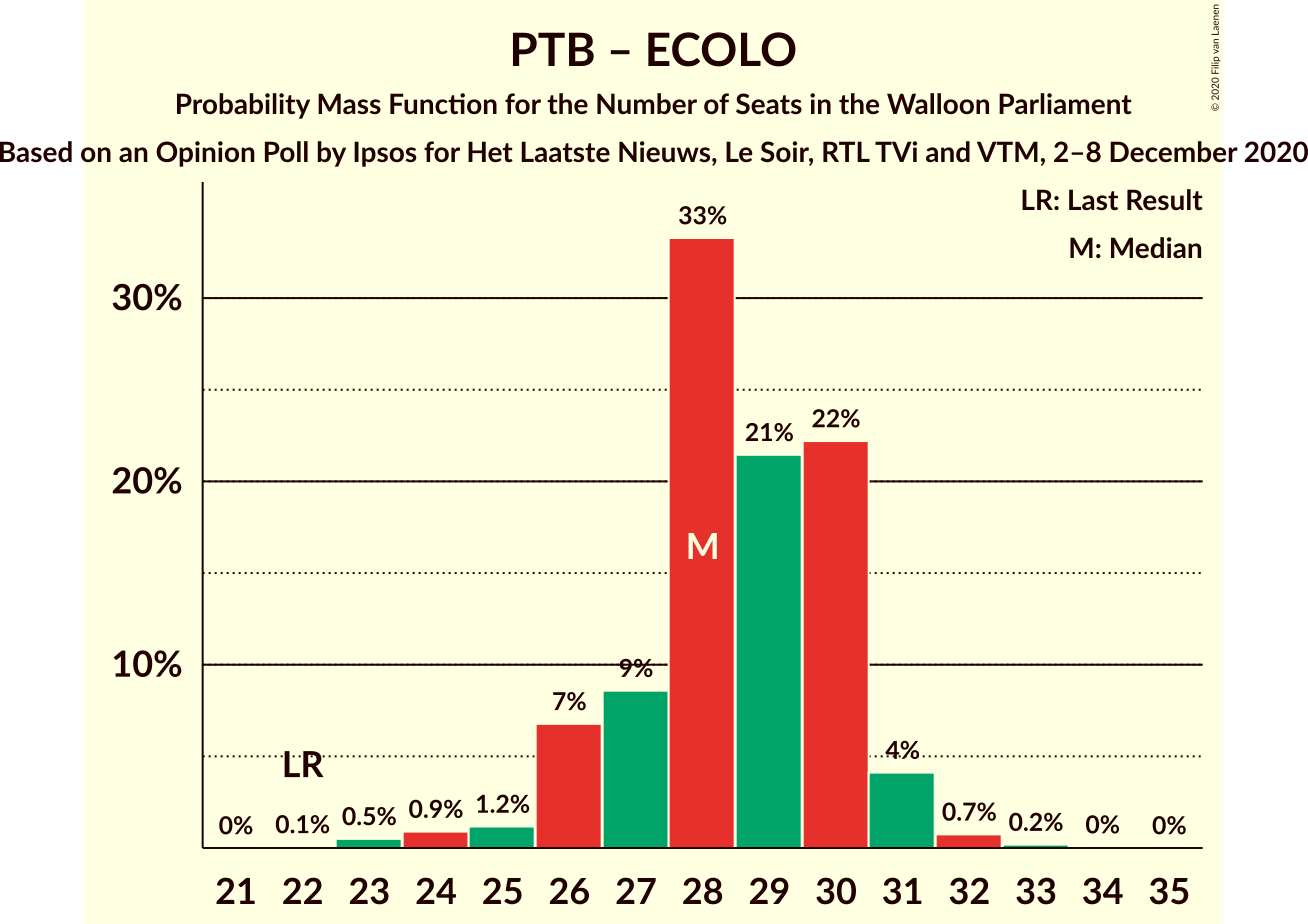 PTB – ECOLO
Probability Mass Function for the Number of Seats in the Walloon Parliament
Based on an Opinion Poll by Ipsos for Het Laatste Nieuws, Le Soir, RTL TVi and VTM, 2–8 December 2020
© 2020 Filip van Laenen
LR: Last Result
M: Median
33%
30%
22%
21%
20%
M
10%
9%
7%
LR
4%
0% 0.1% 0.5% 0.9% 1.2% 0.7% 0.2% 0% 0%
21 22 23 24 25 26 27 28 29 30 31 32 33 34 35